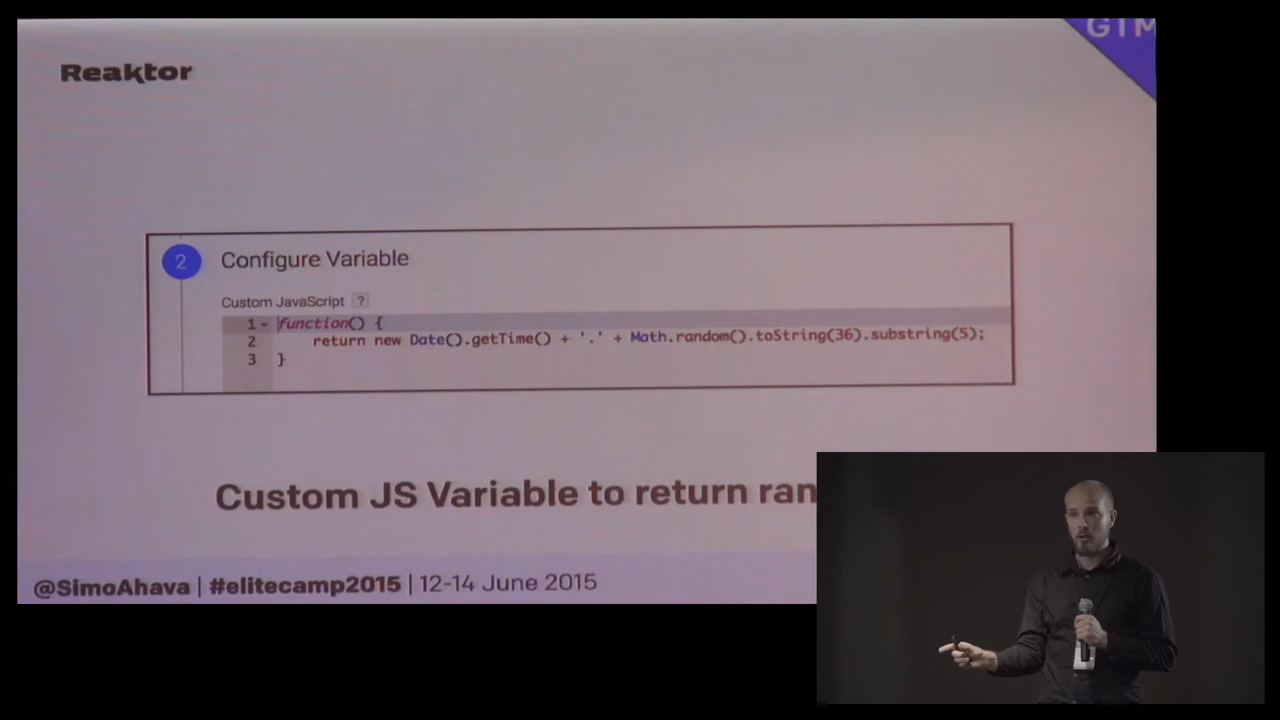 GTM
Reaktor
2
Configure Variable
Custom JavaScript ?
1 - function() {
2 return new Date().getTime() + '.' + Math.random().toString(36).substring(5);
3 }
Custom JS Variable to return ran
@SimoAhava | #elitecamp2015 | 12-14 June 2015